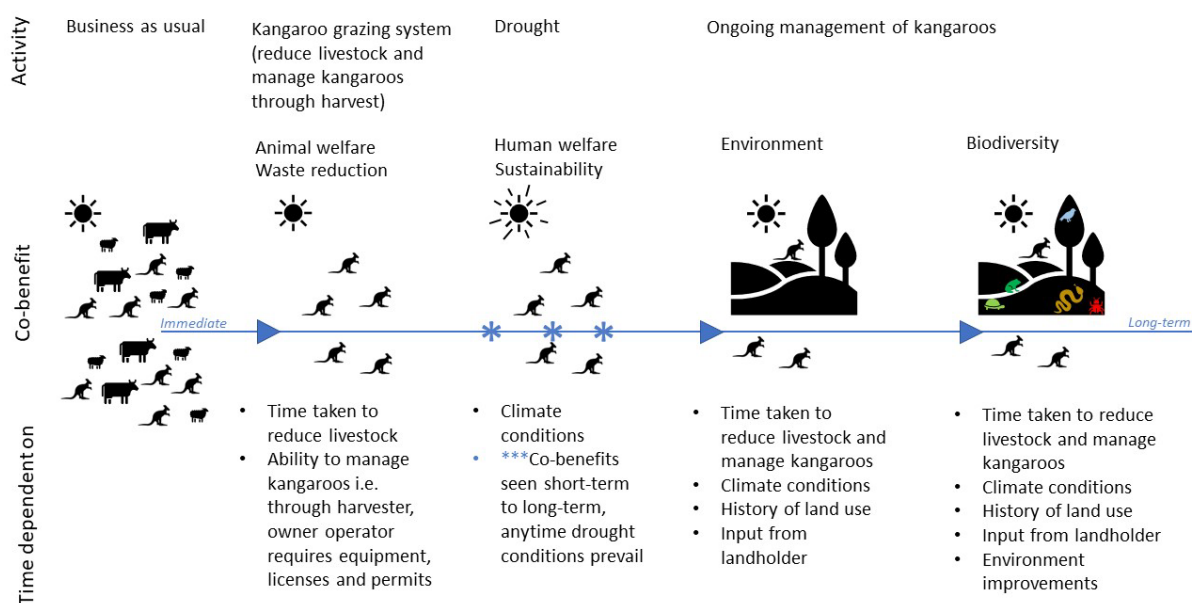 Activity
Business as usual
Kangaroo grazing system
(reduce livestock and
manage kangaroos
through harvest)
Drought
Ongoing management of kangaroos
Co-benefit
Animal welfare
Waste reduction
Human welfare
Sustainability
Environment
Biodiversity
Immediate
* * *
Long-term
Time dependent on
• Time taken to
reduce livestock
• Ability to manage
kangaroos i.e.
through harvester,
owner operator
requires equipment,
licenses and permits
• Climate
conditions
• ***Co-benefits
seen short-term
to long-term,
anytime drought
conditions prevail
• Time taken to
reduce livestock and
manage kangaroos
• Climate conditions
• History of land use
• Input from
landholder
• Time taken to reduce
livestock and manage
kangaroos
• Climate conditions
• History of land use
• Input from landholder
• Environment
improvements